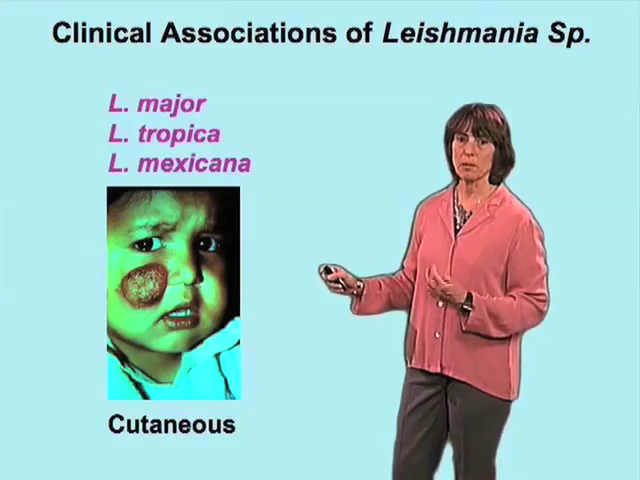 Clinical Associations of Leishmania Sp.
L. major
L. tropica
L. mexicana
Cutaneous